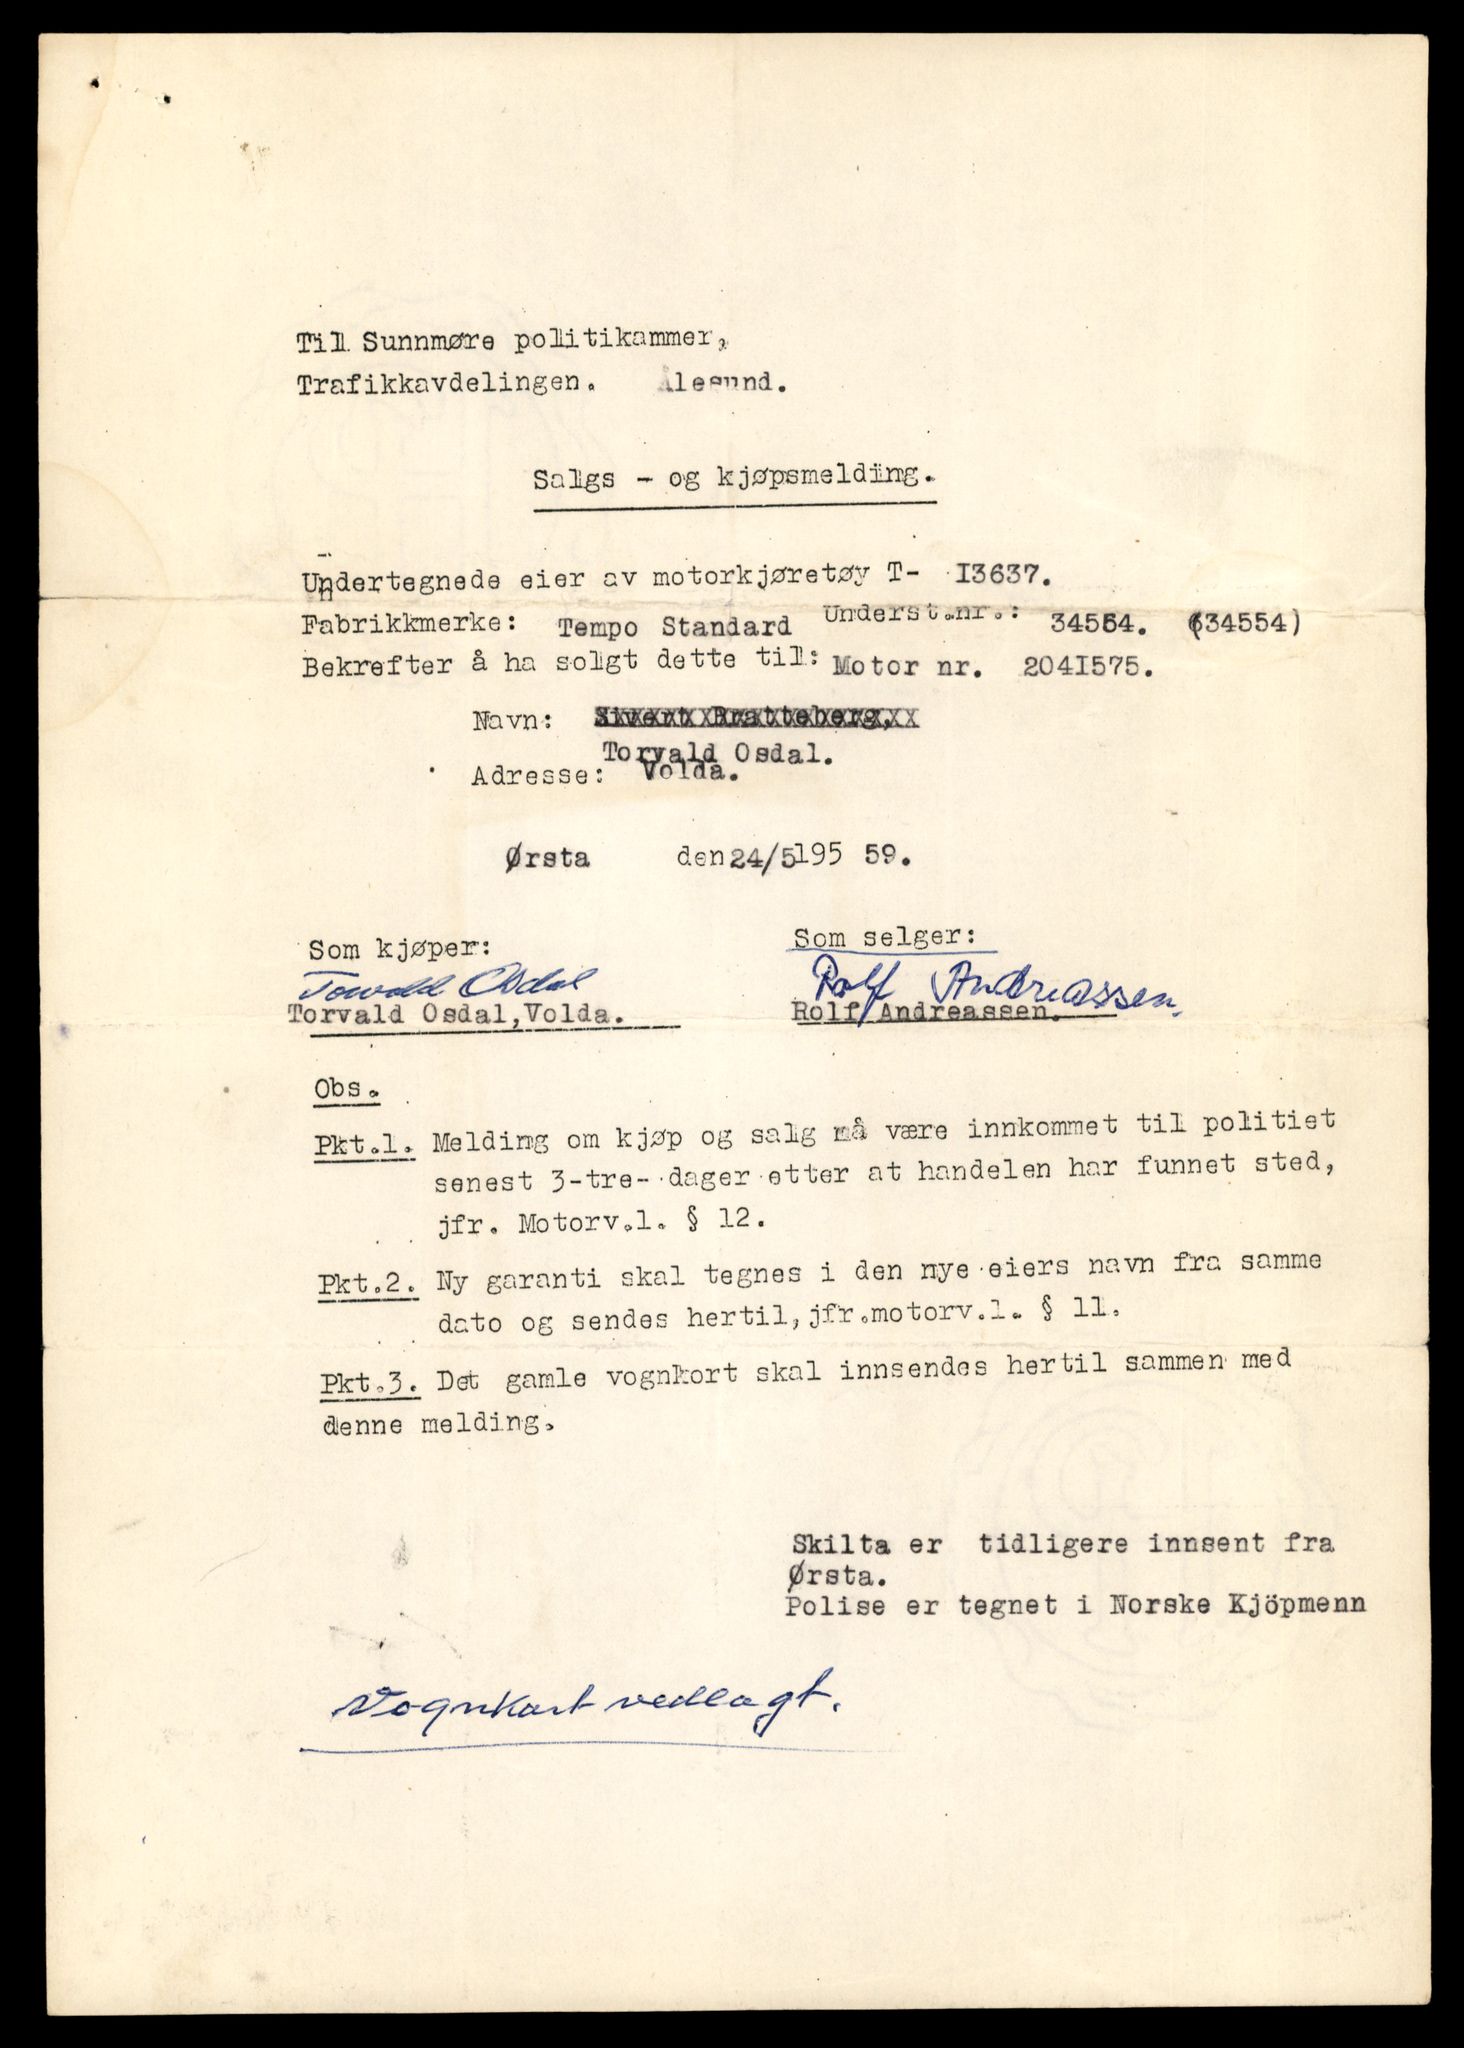 Til Sunnmøre politikammer,
Trafikkavdelingen. Ålesund.
Salgs - og kjøpsmelding.
Undertegnede eier av motorkjøretøy T- I3637.
Fabrikkmerke: Tempo Standard Underst.nr.: 34554. (634554)
Bekrefter å ha solgt dette til: Motor nr. 204I575.
Navn: Sivert Bratteberg,
Torvald Osdal.
Adresse: Volda.
Ørsta den 24/5 195 59.
Som kjøper: Som selger:
Torvald Osdal Rolf Andreassen.
Torvald Osdal, Volda. Rolf Andreassen.
Obs.
Pkt.1. Melding om kjøp og salg må være innkommet til politiet
senest 3-tre- dager etter at handelen har funnet sted,
jfr. Motorv.l. § 12.
Pkt.2. Ny garanti skal tegnes i den nye eiers navn fra samme
dato og sendes hertil, jfr.motorv.l. § 11.
Pkt.3. Det gamle vognkort skal innsendes hertil sammen med
denne melding.
Skilta er tidligere innsent fra
Ørsta.
Polise er tegnet i Norske Kjöpmenn
Vognkort vedlagt.